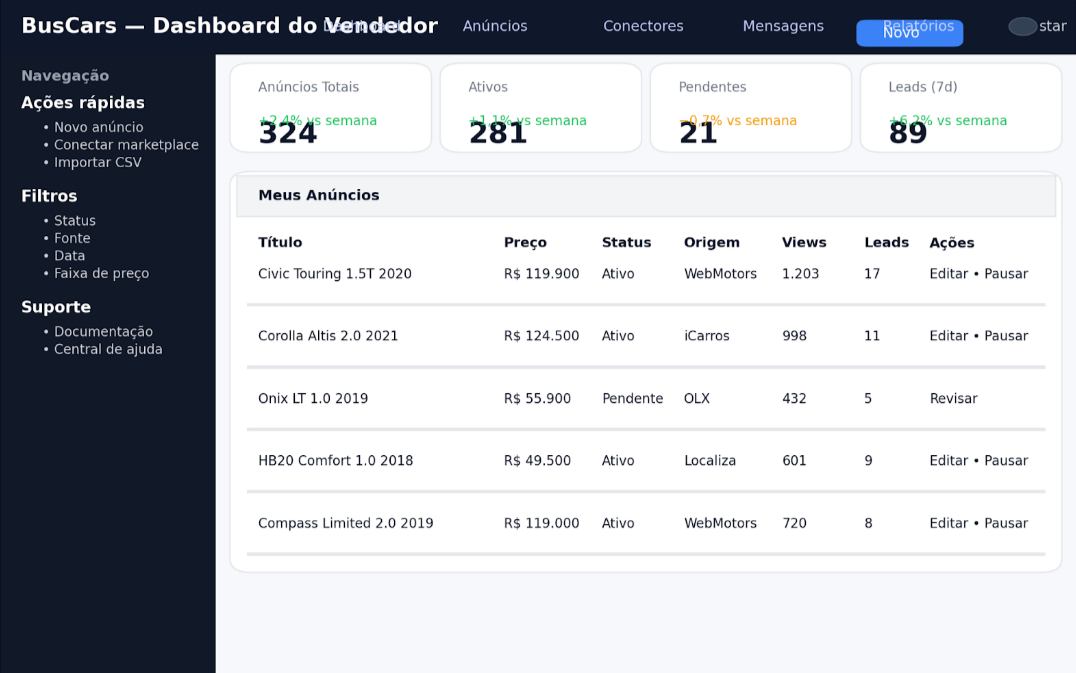 BusCars — Dashboard do Vendedor
Dashboard
Anúncios
Conectores
Mensagens
Relatórios
Novo
star
Navegação
Ações rápidas
• Novo anúncio
• Conectar marketplace
• Importar CSV
Filtros
• Status
• Fonte
• Data
• Faixa de preço
Suporte
• Documentação
• Central de ajuda
Anúncios Totais
+2.4% vs semana
324
Ativos
+1.1% vs semana
281
Pendentes
−0.7% vs semana
21
Leads (7d)
+6.2% vs semana
89
Meus Anúncios
Título Preço Status Origem Views Leads Ações
Civic Touring 1.5T 2020 R$ 119.900 Ativo WebMotors 1.203 17 Editar • Pausar
Corolla Altis 2.0 2021 R$ 124.500 Ativo iCarros 998 11 Editar • Pausar
Onix LT 1.0 2019 R$ 55.900 Pendente OLX 432 5 Revisar
HB20 Comfort 1.0 2018 R$ 49.500 Ativo Localiza 601 9 Editar • Pausar
Compass Limited 2.0 2019 R$ 119.000 Ativo WebMotors 720 8 Editar • Pausar